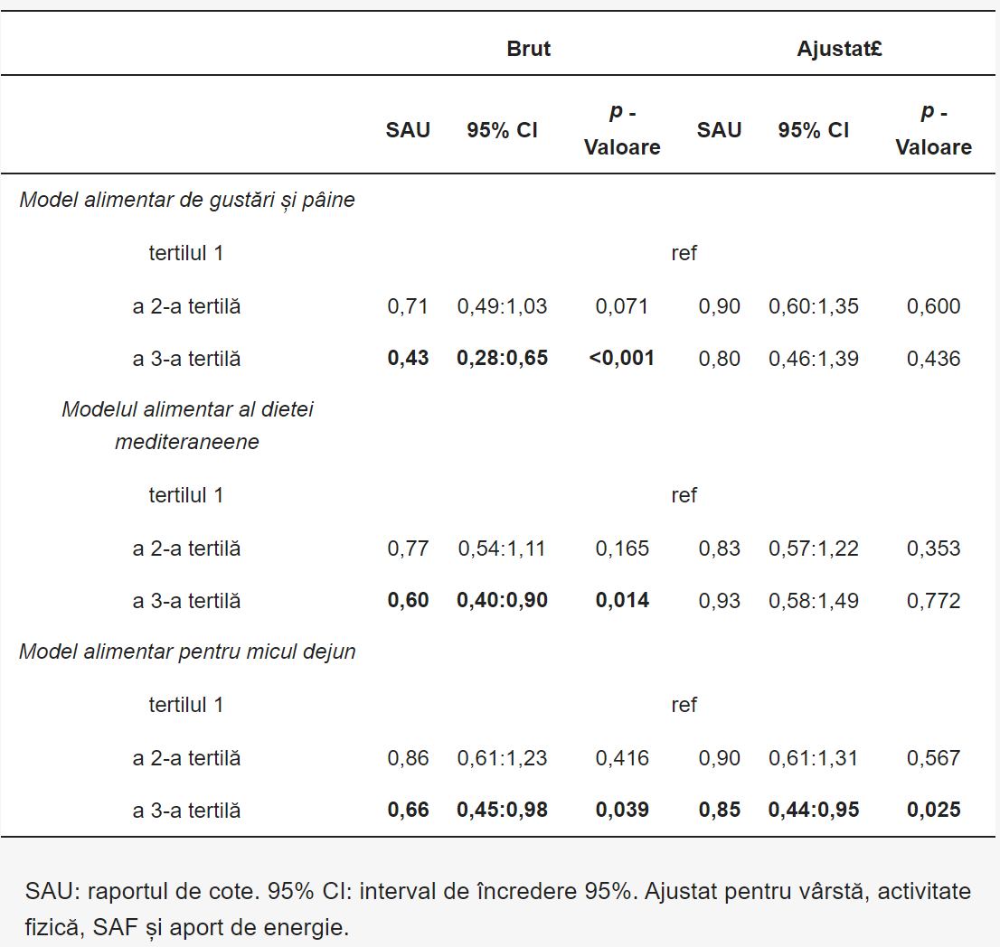 Brut Ajustat£
SAU 95% CI p - Valoare SAU 95% CI p - Valoare
Model alimentar de gustări și pâine
tertilul 1 ref
a 2-a tertilă 0,71 0,49:1,03 0,071 0,90 0,60:1,35 0,600
a 3-a tertilă 0,43 0,28:0,65 <0,001 0,80 0,46:1,39 0,436
Modelul alimentar al dietei
mediteraneene
tertilul 1 ref
a 2-a tertilă 0,77 0,54:1,11 0,165 0,83 0,57:1,22 0,353
a 3-a tertilă 0,60 0,40:0,90 0,014 0,93 0,58:1,49 0,772
Model alimentar pentru micul dejun
tertilul 1 ref
a 2-a tertilă 0,86 0,61:1,23 0,416 0,90 0,61:1,31 0,567
a 3-a tertilă 0,66 0,45:0,98 0,039 0,85 0,44:0,95 0,025
SAU: raportul de cote. 95% CI: interval de încredere 95%. Ajustat pentru vârstă, activitate
fizică, SAF și aport de energie.